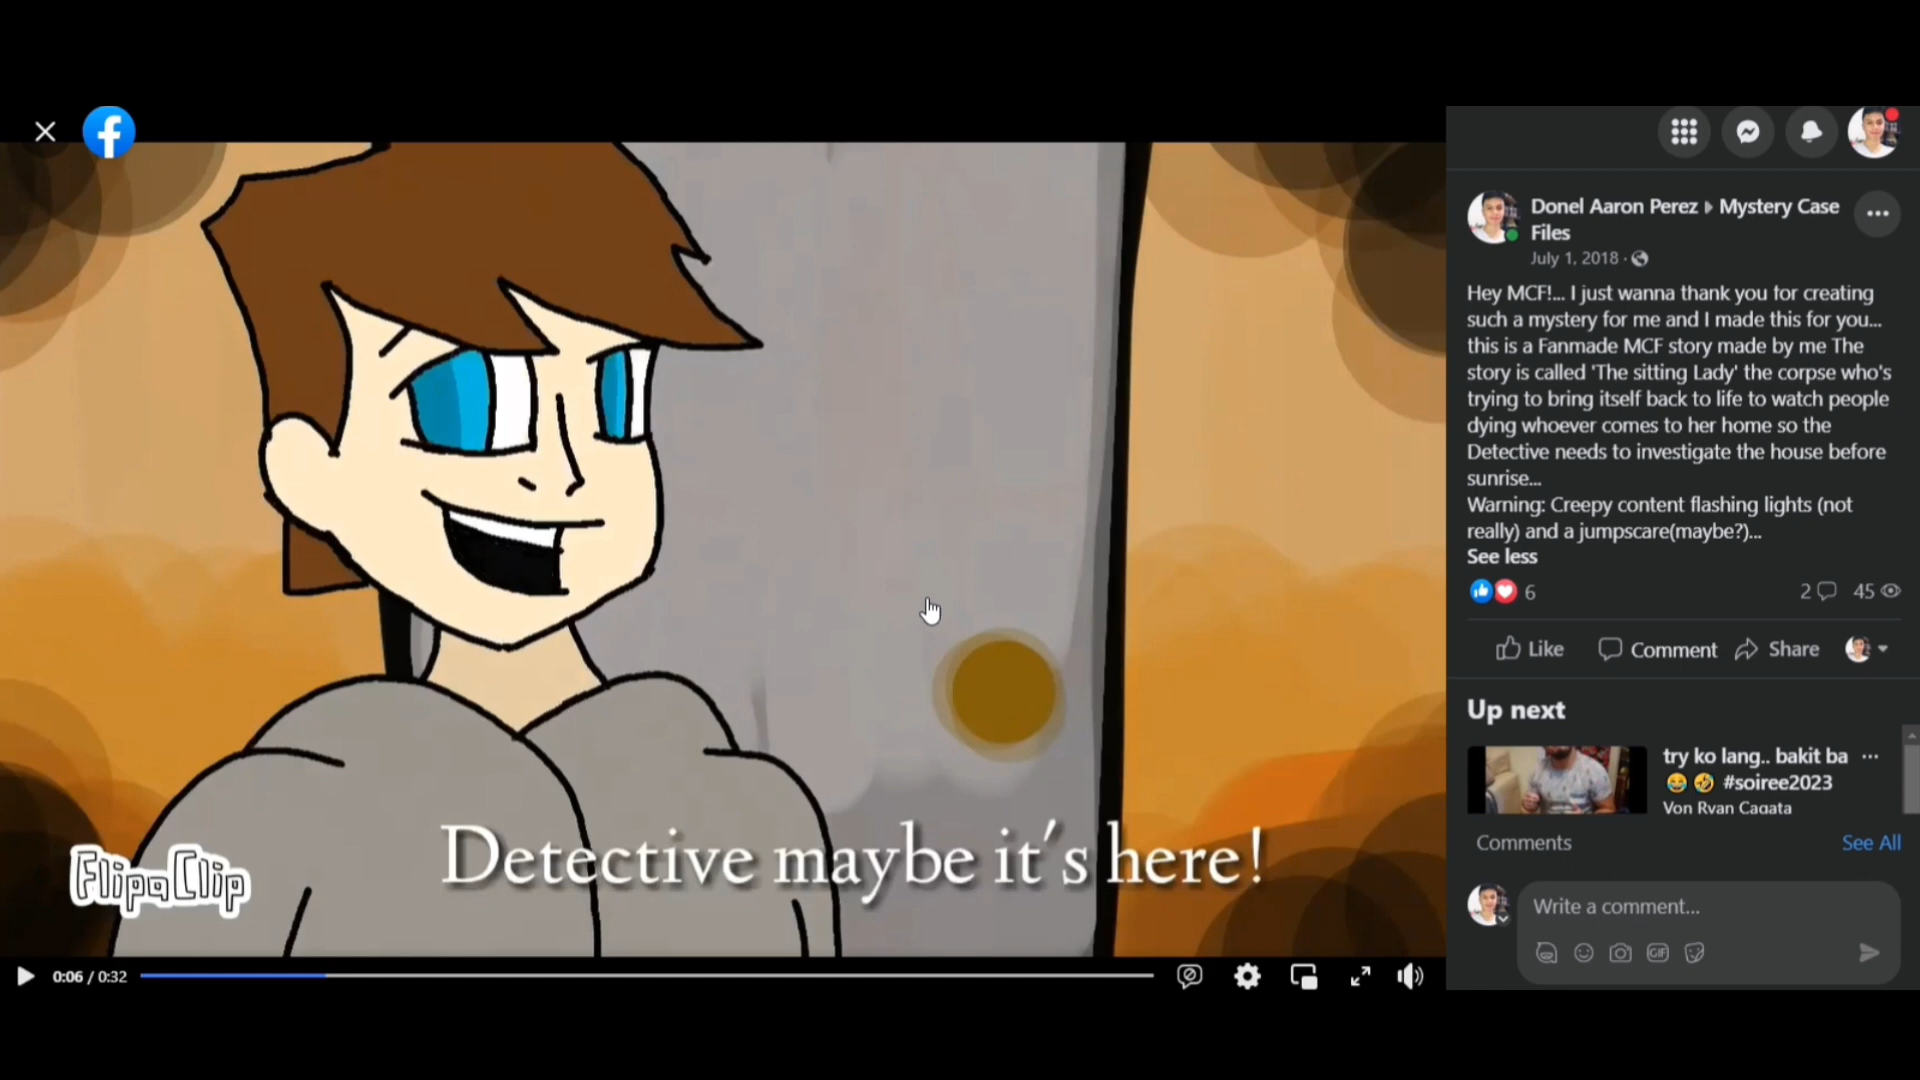 Donel Aaron Perez ▸ Mystery Case
Files
July 1, 2018 ·
Hey MCF!... I just wanna thank you for creating
such a mystery for me and I made this for you...
this is a Fanmade MCF story made by me The
story is called 'The sitting Lady' the corpse who's
trying to bring itself back to life to watch people
dying whoever comes to her home so the
Detective needs to investigate the house before
sunrise...
Warning: Creepy content flashing lights (not
really) and a jumpscare(maybe?)...
See less
6
2
45
Like
Comment
Share
Up next
try ko lang.. bakit ba
😂 🤣 #soiree2023
Von Ryan Cagata
Comments
See All
Write a comment...
GIF
Detective maybe it's here!
FlipaClip
0:06 / 0:32